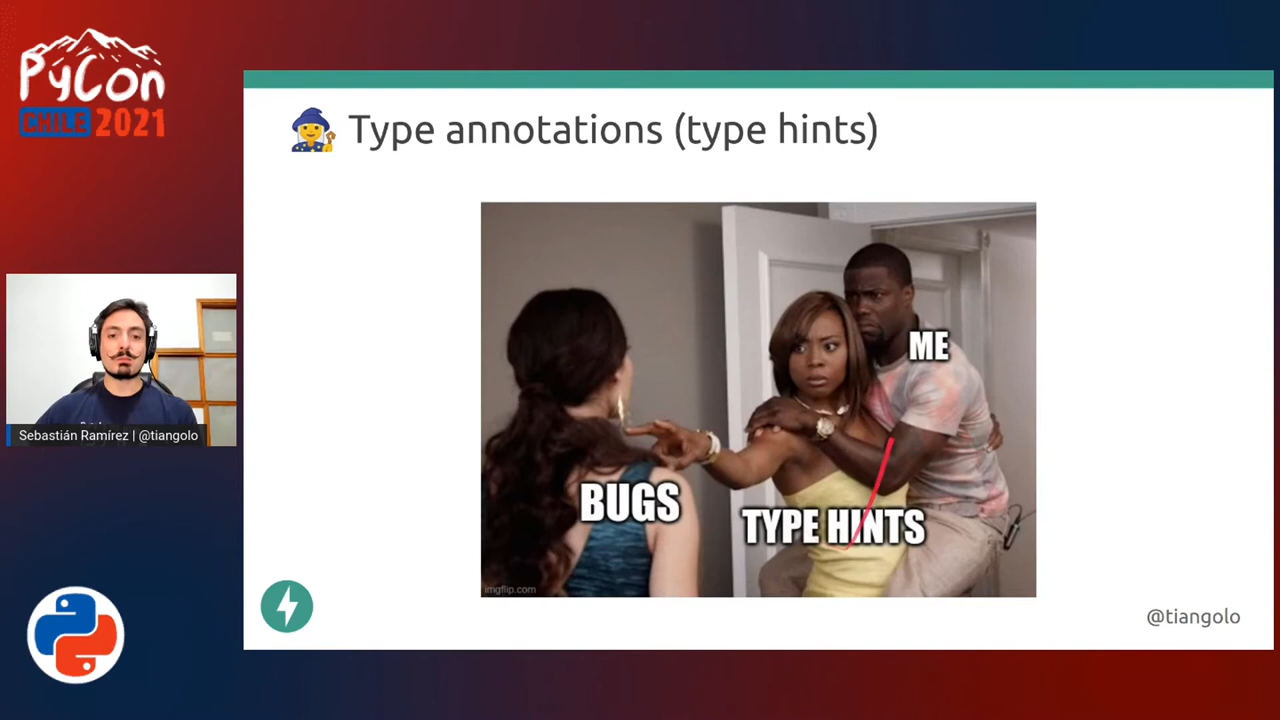 PyCon
CHILE 2021
Type annotations (type hints)
ME
BUGS
TYPE HINTS
imgflip.com
Sebastián Ramírez | @tiangolo
@tiangolo